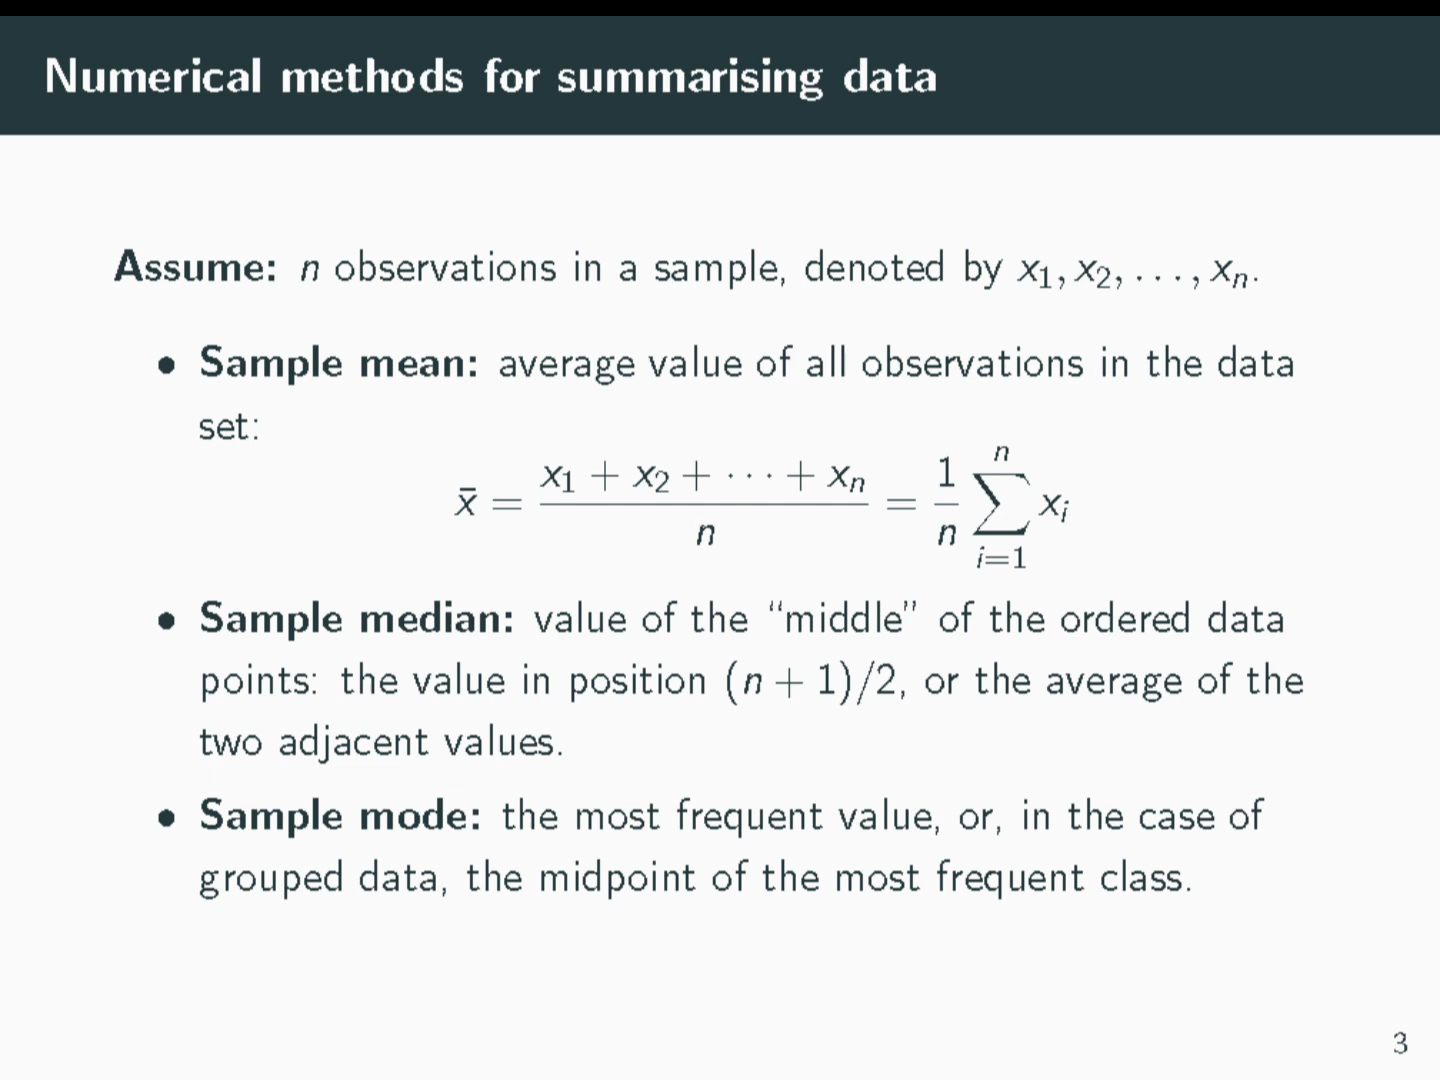 Numerical methods for summarising data
Assume: n observations in a sample, denoted by x₁, x₂, . . . , xₙ.
• Sample mean: average value of all observations in the data
set:
x̄ = (x₁ + x₂ + · · · + xₙ)/n = (1/n) ∑ᵢ₌₁ⁿ xᵢ
• Sample median: value of the “middle” of the ordered data
points: the value in position (n + 1)/2, or the average of the
two adjacent values.
• Sample mode: the most frequent value, or, in the case of
grouped data, the midpoint of the most frequent class.
3